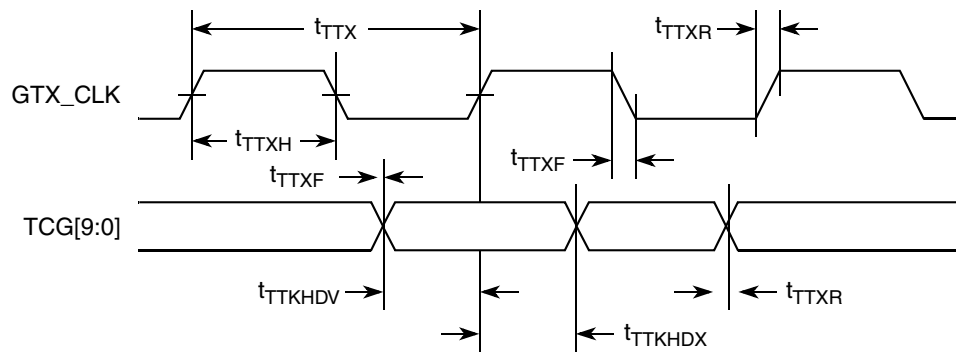 tTTX
tTTXR
GTX_CLK
tTTXH
tTTXF
tTTXF
TCG[9:0]
tTTKHDV
tTTXR
tTTKHDX